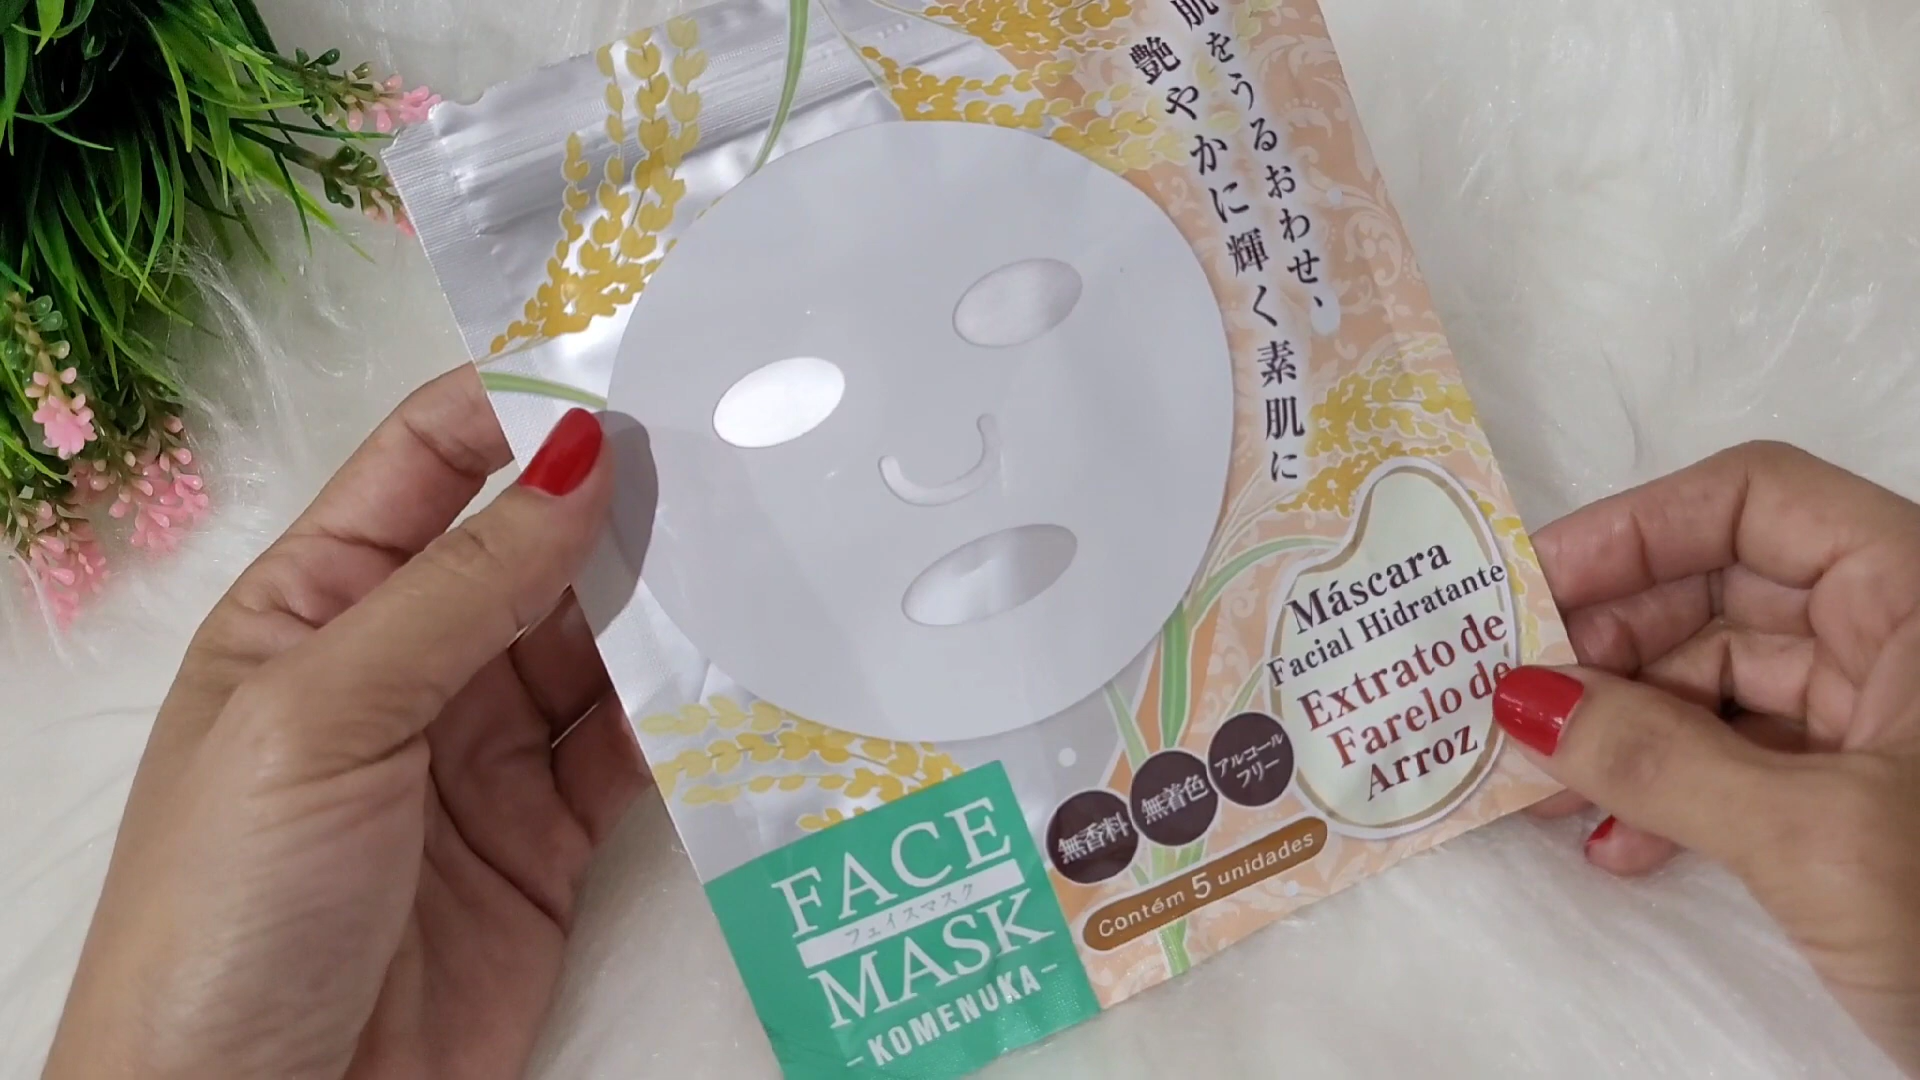 肌をうるおわせ、
艶やかに輝く素肌に
Máscara
Facial Hidratante
Extrato de
Farelo de
Arroz
アルコール
フリー
無着色
無香料
Contém 5 unidades
FACE
フェイスマスク
MASK
-KOMENUKA-